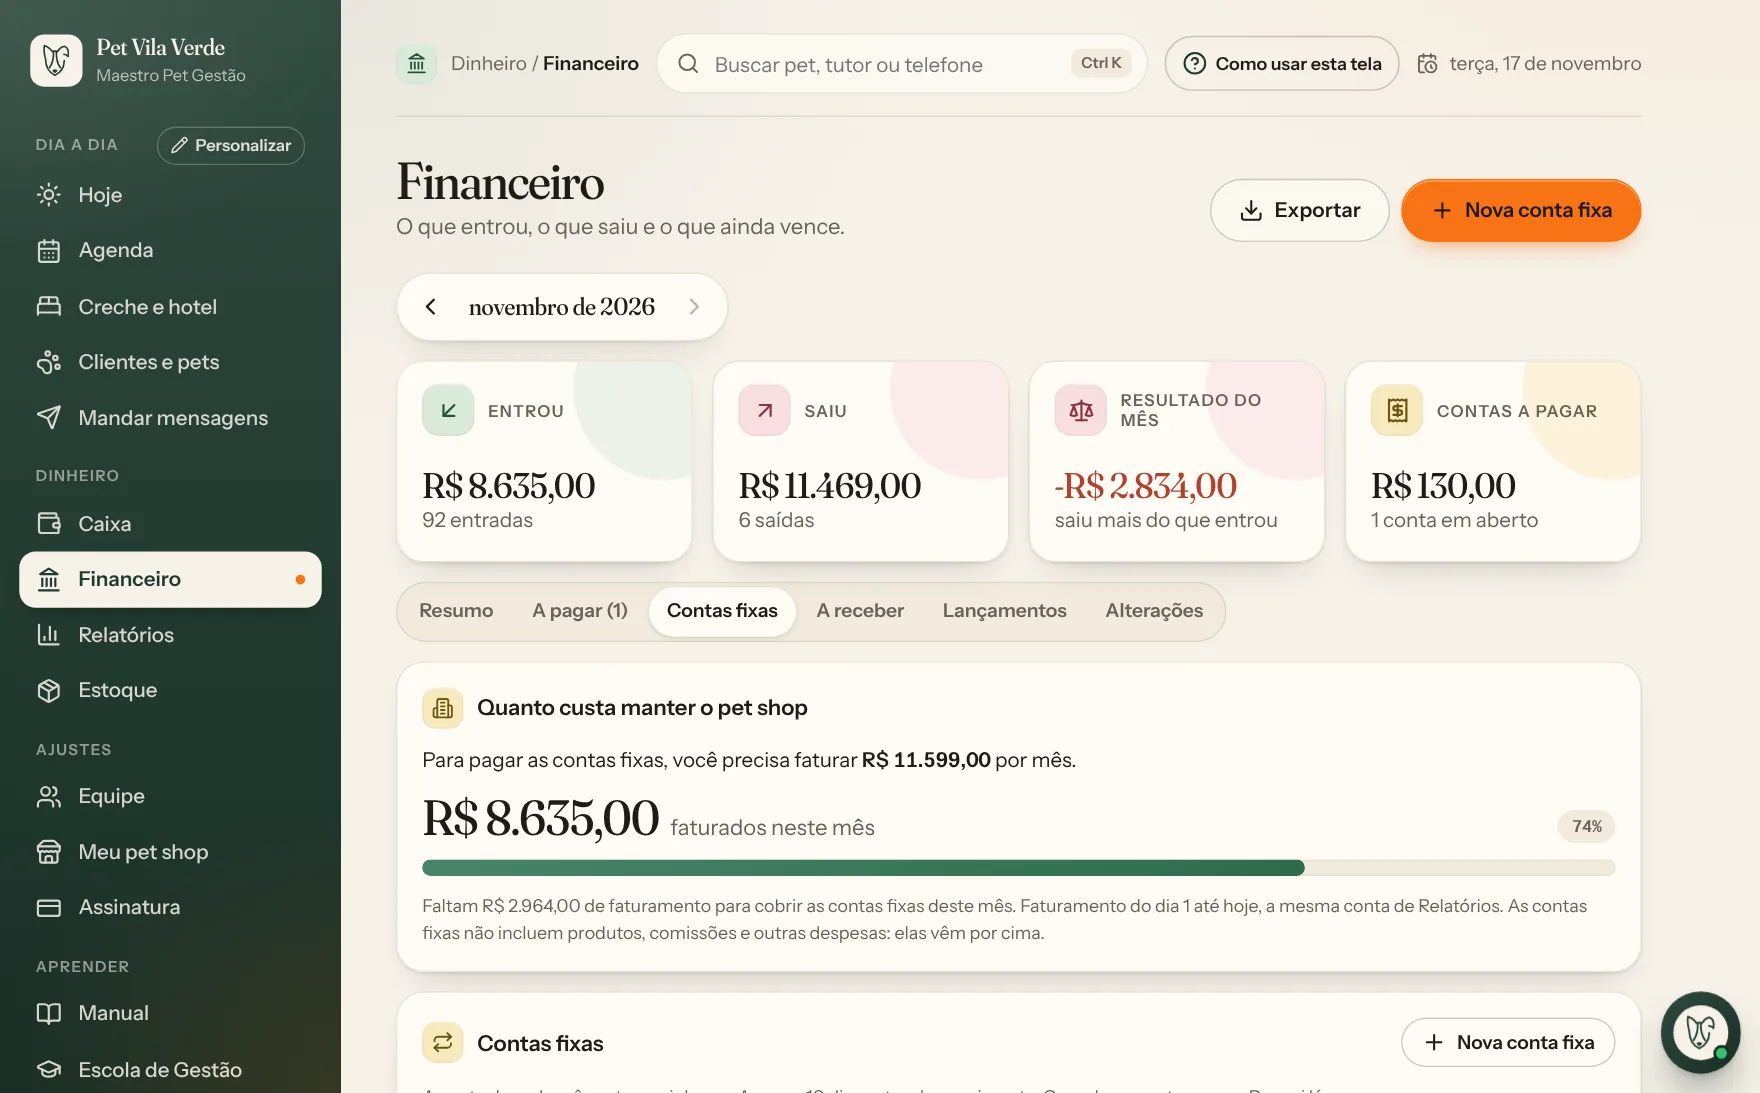 Pet Vila Verde
Maestro Pet Gestão
DIA A DIA
Personalizar
Hoje
Agenda
Creche e hotel
Clientes e pets
Mandar mensagens
DINHEIRO
Caixa
Financeiro
Relatórios
Estoque
AJUSTES
Equipe
Meu pet shop
Assinatura
APRENDER
Manual
Escola de Gestão
Dinheiro / Financeiro
Buscar pet, tutor ou telefone
Ctrl K
Como usar esta tela
terça, 17 de novembro
Financeiro
O que entrou, o que saiu e o que ainda vence.
Exportar
+ Nova conta fixa
novembro de 2026
ENTROU
R$ 8.635,00
92 entradas
SAIU
R$ 11.469,00
6 saídas
RESULTADO DO
MÊS
-R$ 2.834,00
saiu mais do que entrou
CONTAS A PAGAR
R$ 130,00
1 conta em aberto
Resumo
A pagar (1)
Contas fixas
A receber
Lançamentos
Alterações
Quanto custa manter o pet shop
Para pagar as contas fixas, você precisa faturar R$ 11.599,00 por mês.
R$ 8.635,00 faturados neste mês
74%
Faltam R$ 2.964,00 de faturamento para cobrir as contas fixas deste mês. Faturamento do dia 1 até hoje, a mesma conta de Relatórios. As contas
fixas não incluem produtos, comissões e outras despesas: elas vêm por cima.
Contas fixas
+ Nova conta fixa